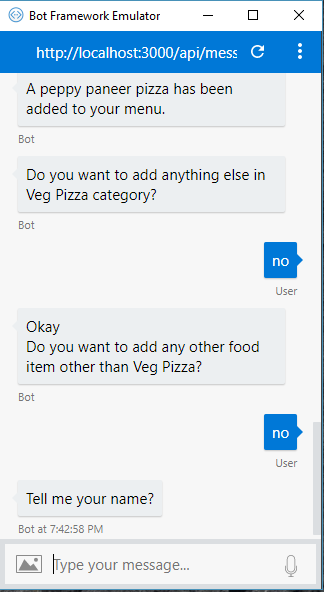 Bot Framework Emulator
http://localhost:3000/api/mess
A peppy paneer pizza has been
added to your menu.
Bot
Do you want to add anything else in
Veg Pizza category?
Bot
no
User
Okay
Do you want to add any other food
item other than Veg Pizza?
Bot
no
User
Tell me your name?
Bot at 7:42:58 PM
Type your message...